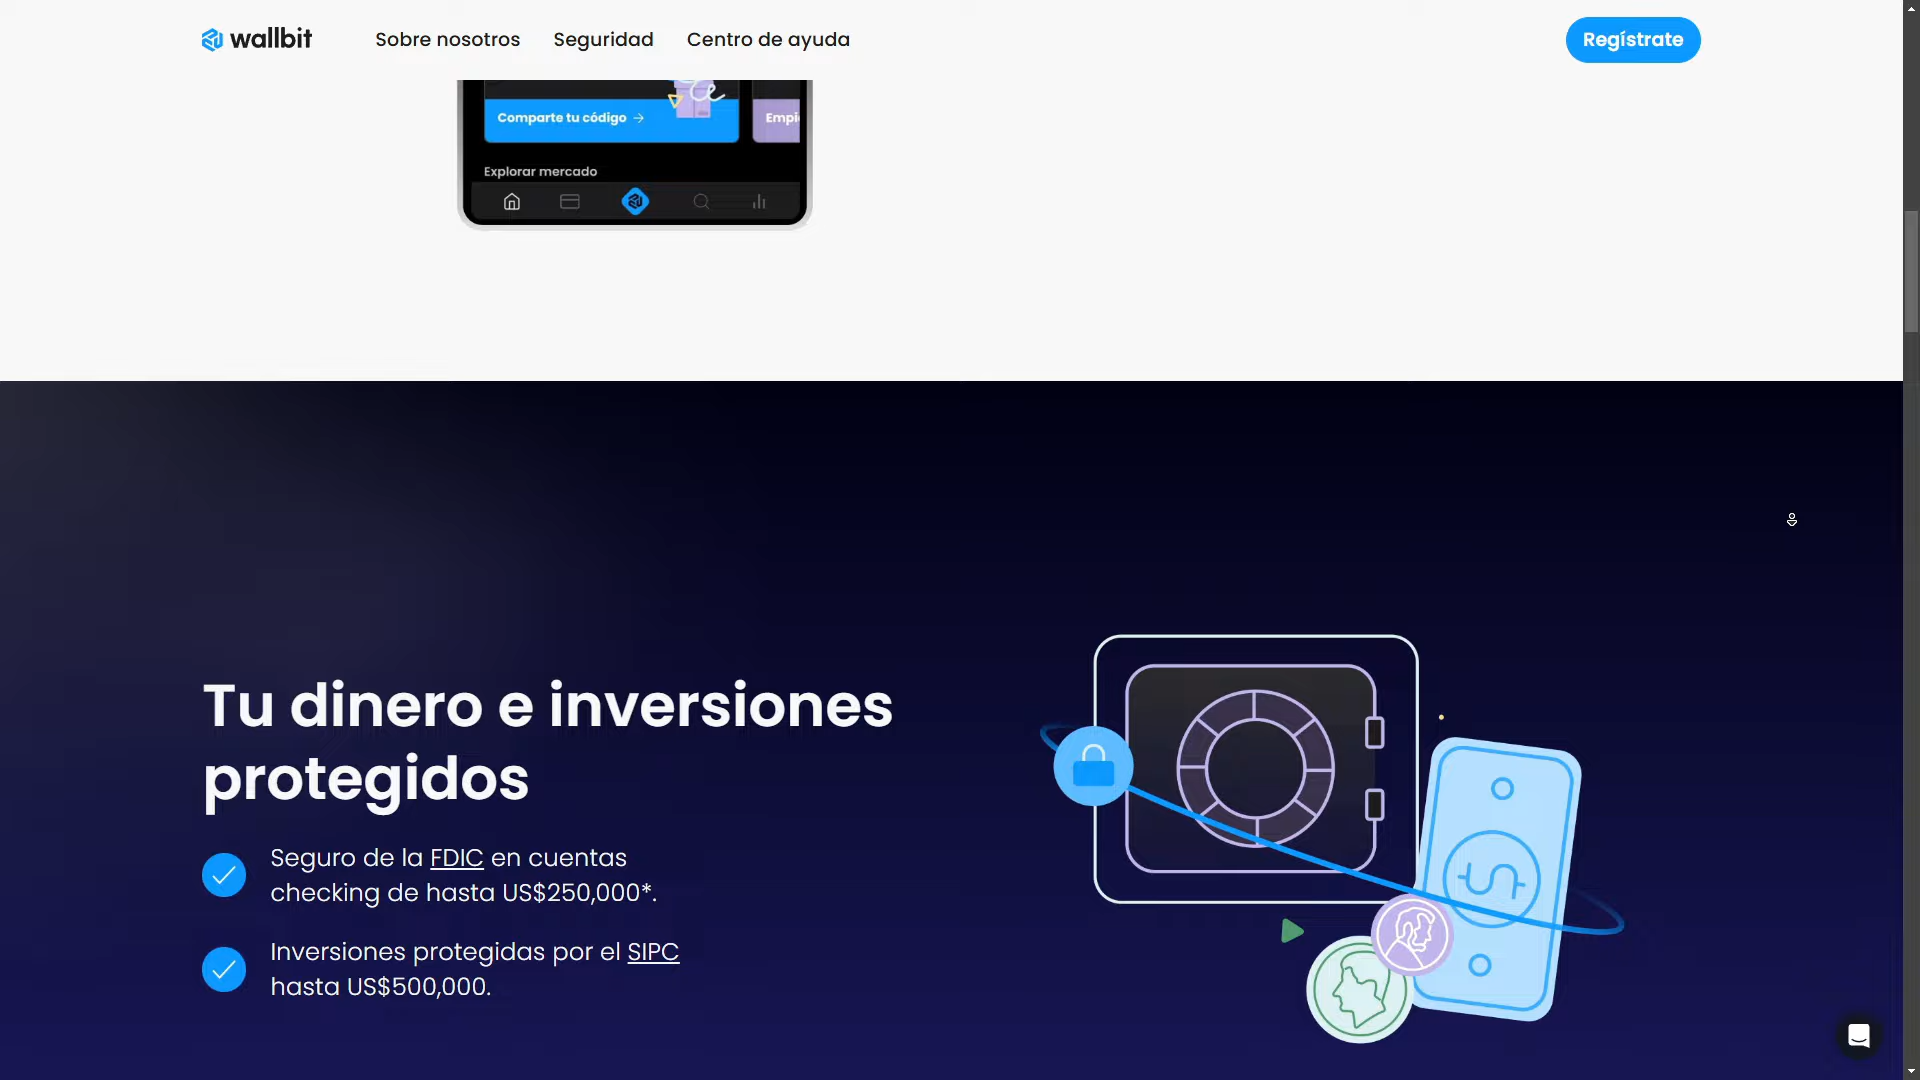 wallbit
Sobre nosotros
Seguridad
Centro de ayuda
Regístrate
Comparte tu código →
Explorar mercado
Tu dinero e inversiones
protegidos
Seguro de la FDIC en cuentas
checking de hasta US$250,000*.
Inversiones protegidas por el SIPC
hasta US$500,000.